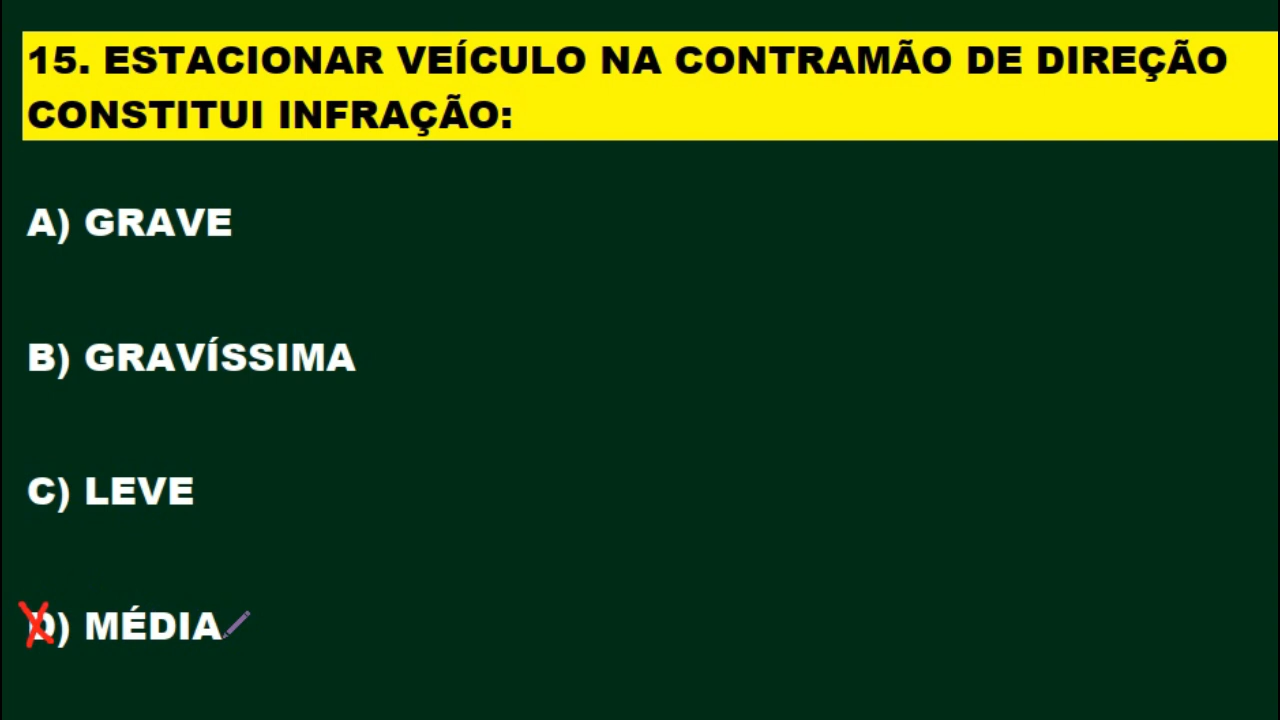 15. ESTACIONAR VEÍCULO NA CONTRAMÃO DE DIREÇÃO
CONSTITUI INFRAÇÃO:
A) GRAVE
B) GRAVÍSSIMA
C) LEVE
D) MÉDIA